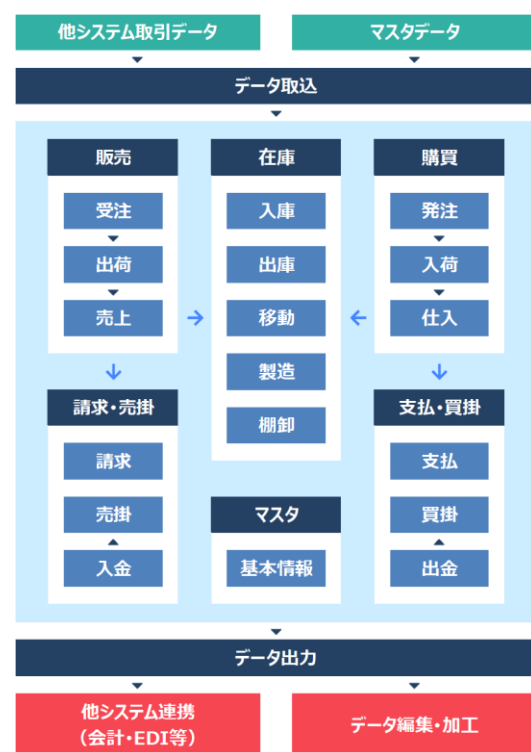 他システム取引データ
マスタデータ
データ取込
販売
受注
出荷
売上
在庫
入庫
出庫
移動
製造
棚卸
購買
発注
入荷
仕入
請求・売掛
請求
売掛
入金
マスタ
基本情報
支払・買掛
支払
買掛
出金
データ出力
他システム連携
（会計・EDI等）
データ編集・加工